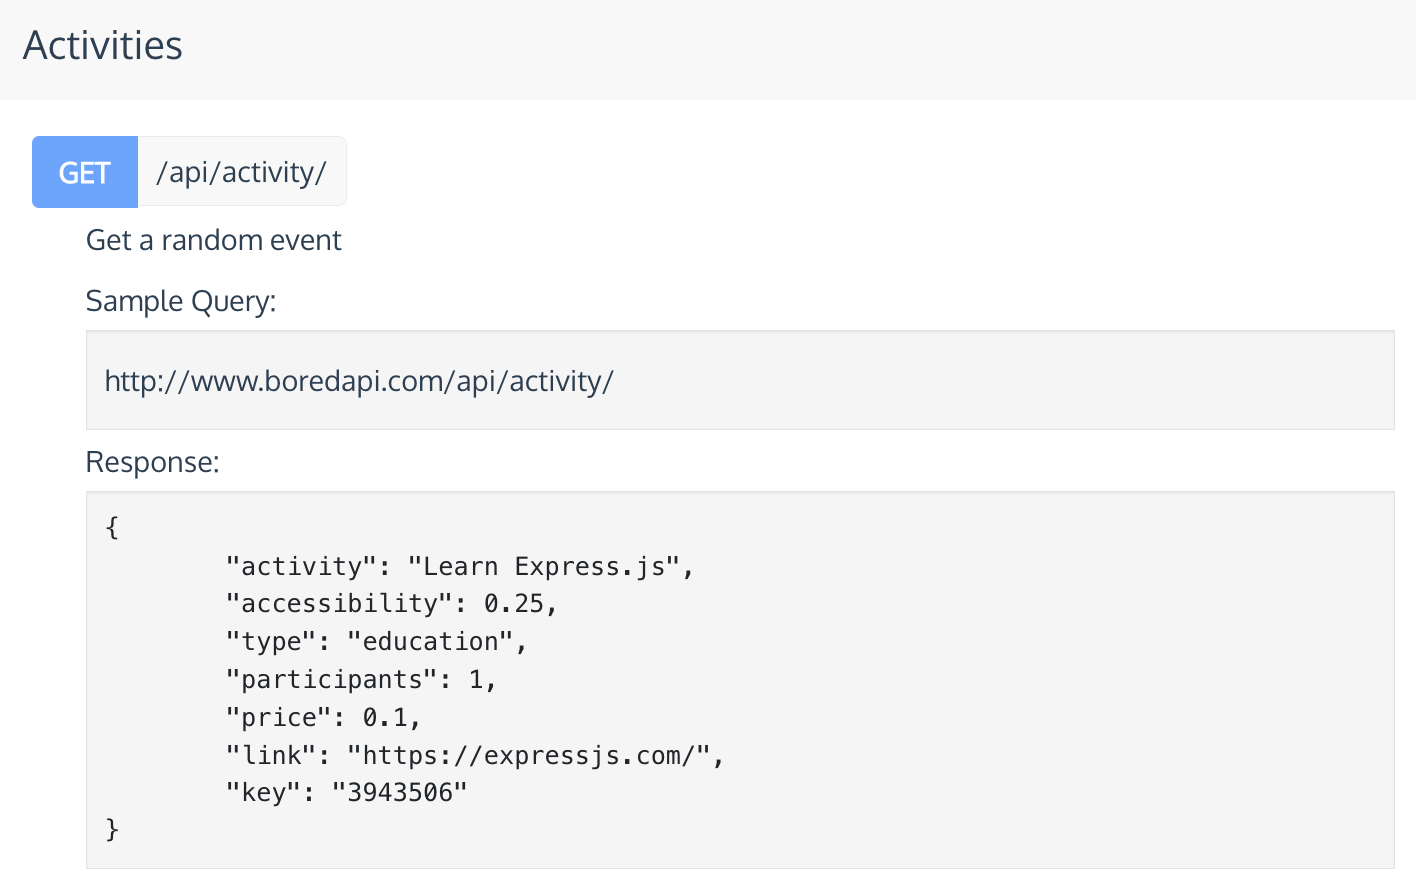 Activities
GET /api/activity/
Get a random event
Sample Query:
http://www.boredapi.com/api/activity/
Response:
{
"activity": "Learn Express.js",
"accessibility": 0.25,
"type": "education",
"participants": 1,
"price": 0.1,
"link": "https://expressjs.com/",
"key": "3943506"
}